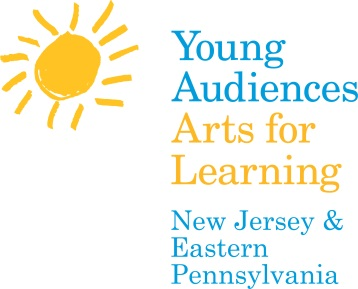 Young
Audiences
Arts for
Learning
New Jersey &
Eastern
Pennsylvania